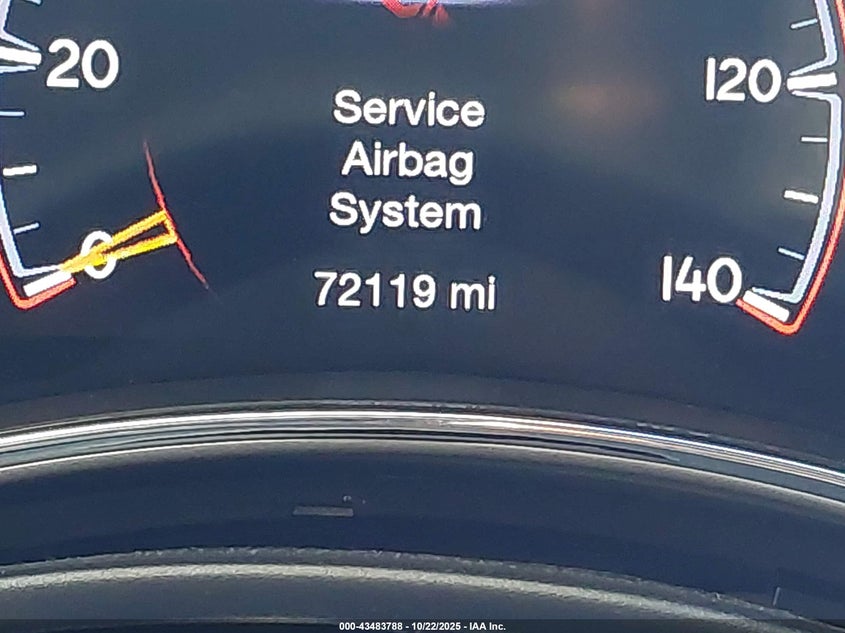 20
120
Service
Airbag
System
0
140
72119 mi
000-43483788 - 10/22/2025 - IAA Inc.